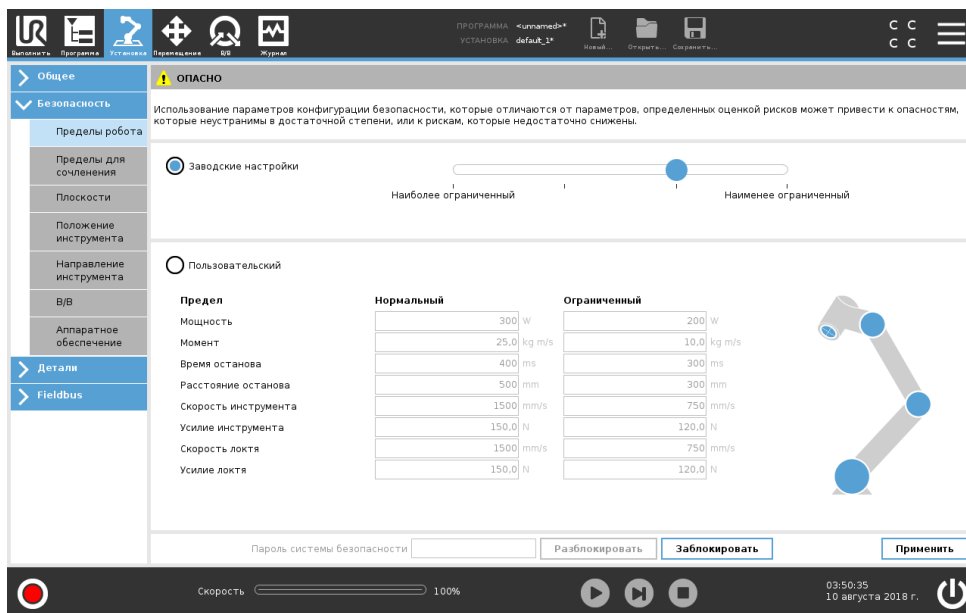 UR
ПРОГРАММА <unnamed>*
УСТАНОВКА default_1*
C C
C C
Выполнить Программа Установка Перемещение В/В Журнал
Новый... Открыть... Сохранить...
Общее
Безопасность
Пределы робота
Пределы для
сочленения
Плоскости
Положение
инструмента
Направление
инструмента
В/В
Аппаратное
обеспечение
Детали
Fieldbus
ОПАСНО
Использование параметров конфигурации безопасности, которые отличаются от параметров, определенных оценкой рисков может привести к опасностям,
которые неустранимы в достаточной степени, или к рискам, которые недостаточно снижены.
Заводские настройки
Наиболее ограниченный Наименее ограниченный
Пользовательский
Предел Нормальный Ограниченный
Мощность 300 W 200 W
Момент 25,0 kg m/s 10,0 kg m/s
Время останова 400 ms 300 ms
Расстояние останова 500 mm 300 mm
Скорость инструмента 1500 mm/s 750 mm/s
Усилие инструмента 150,0 N 120,0 N
Скорость локтя 1500 mm/s 750 mm/s
Усилие локтя 150,0 N 120,0 N
Пароль системы безопасности Разблокировать Заблокировать Применить
Скорость 100%
03:50:35
10 августа 2018 г.